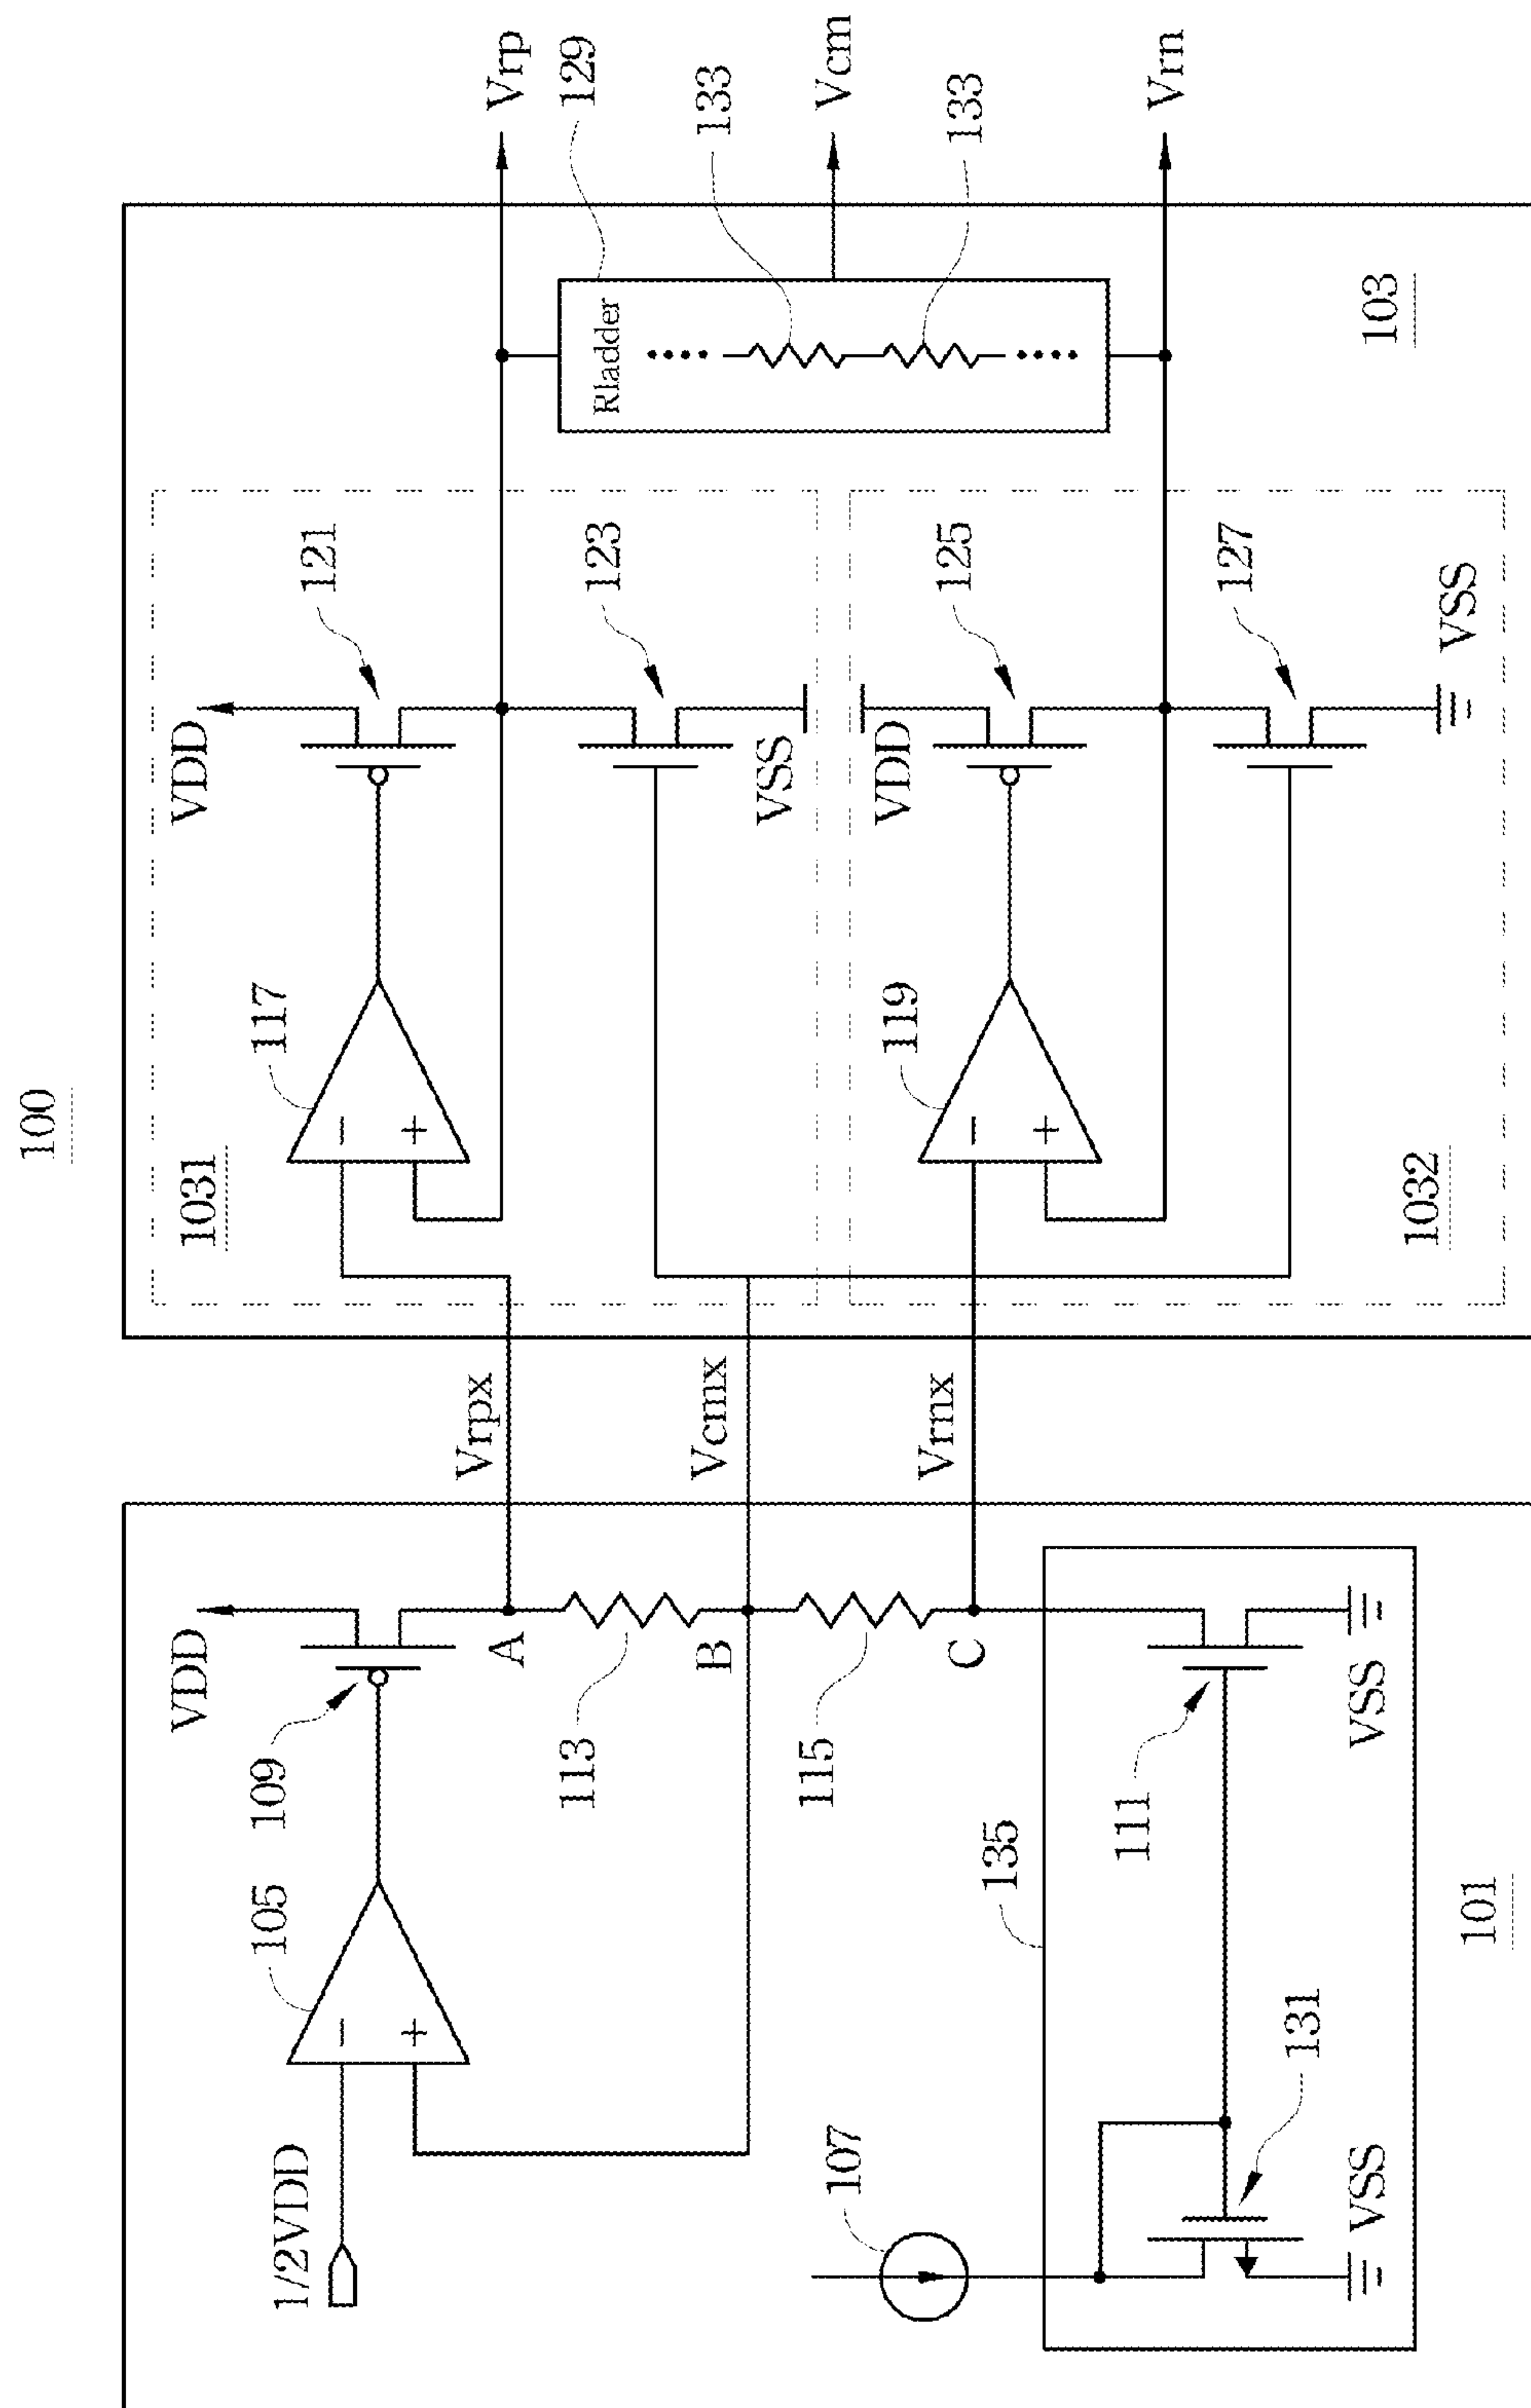 100
1/2VDD
105
−
+
109
VDD
A
113
B
115
C
107
135
131
111
VSS
VSS
101
Vrpx
Vcmx
Vrnx
1031
117
−
+
VDD
121
123
VSS
119
−
+
VDD
125
127
VSS
1032
Rladder
103
Vrp
129
133
Vcm
133
Vrn